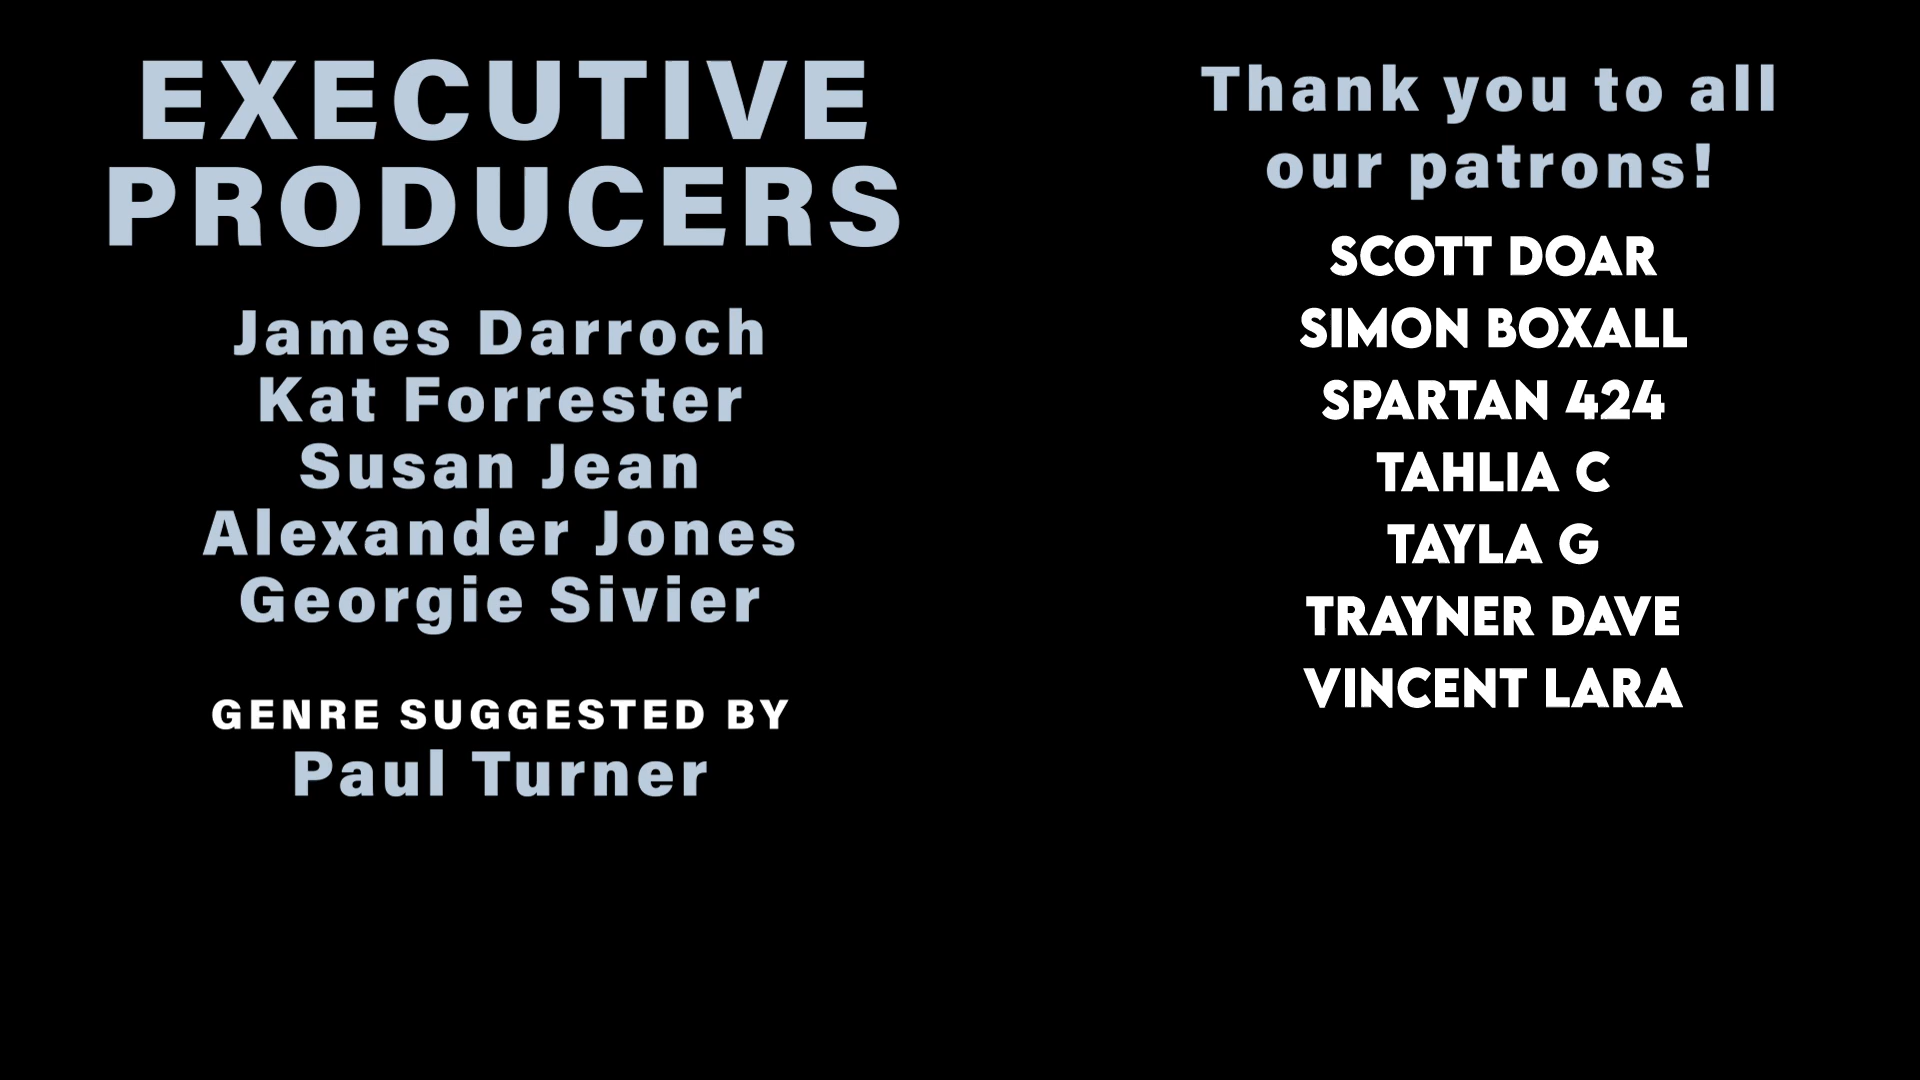 EXECUTIVE
PRODUCERS
James Darroch
Kat Forrester
Susan Jean
Alexander Jones
Georgie Sivier
GENRE SUGGESTED BY
Paul Turner
Thank you to all
our patrons!
SCOTT DOAR
SIMON BOXALL
SPARTAN 424
TAHLIA C
TAYLA G
TRAYNER DAVE
VINCENT LARA